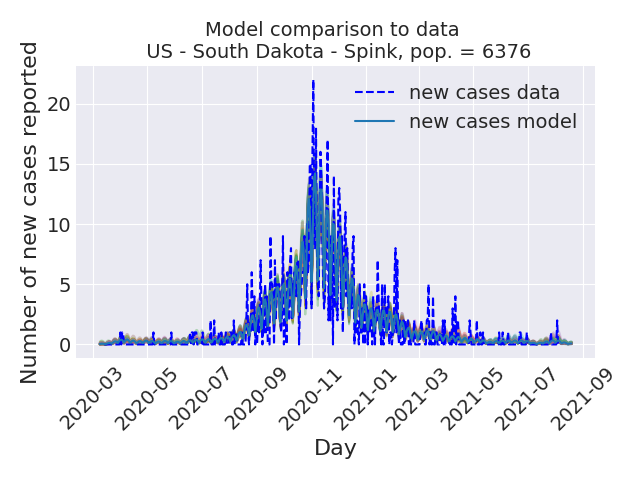 Model comparison to data
US - South Dakota - Spink, pop. = 6376
Number of new cases reported
new cases data
new cases model
20
15
10
5
0
2020-03
2020-05
2020-07
2020-09
2020-11
2021-01
2021-03
2021-05
2021-07
2021-09
Day